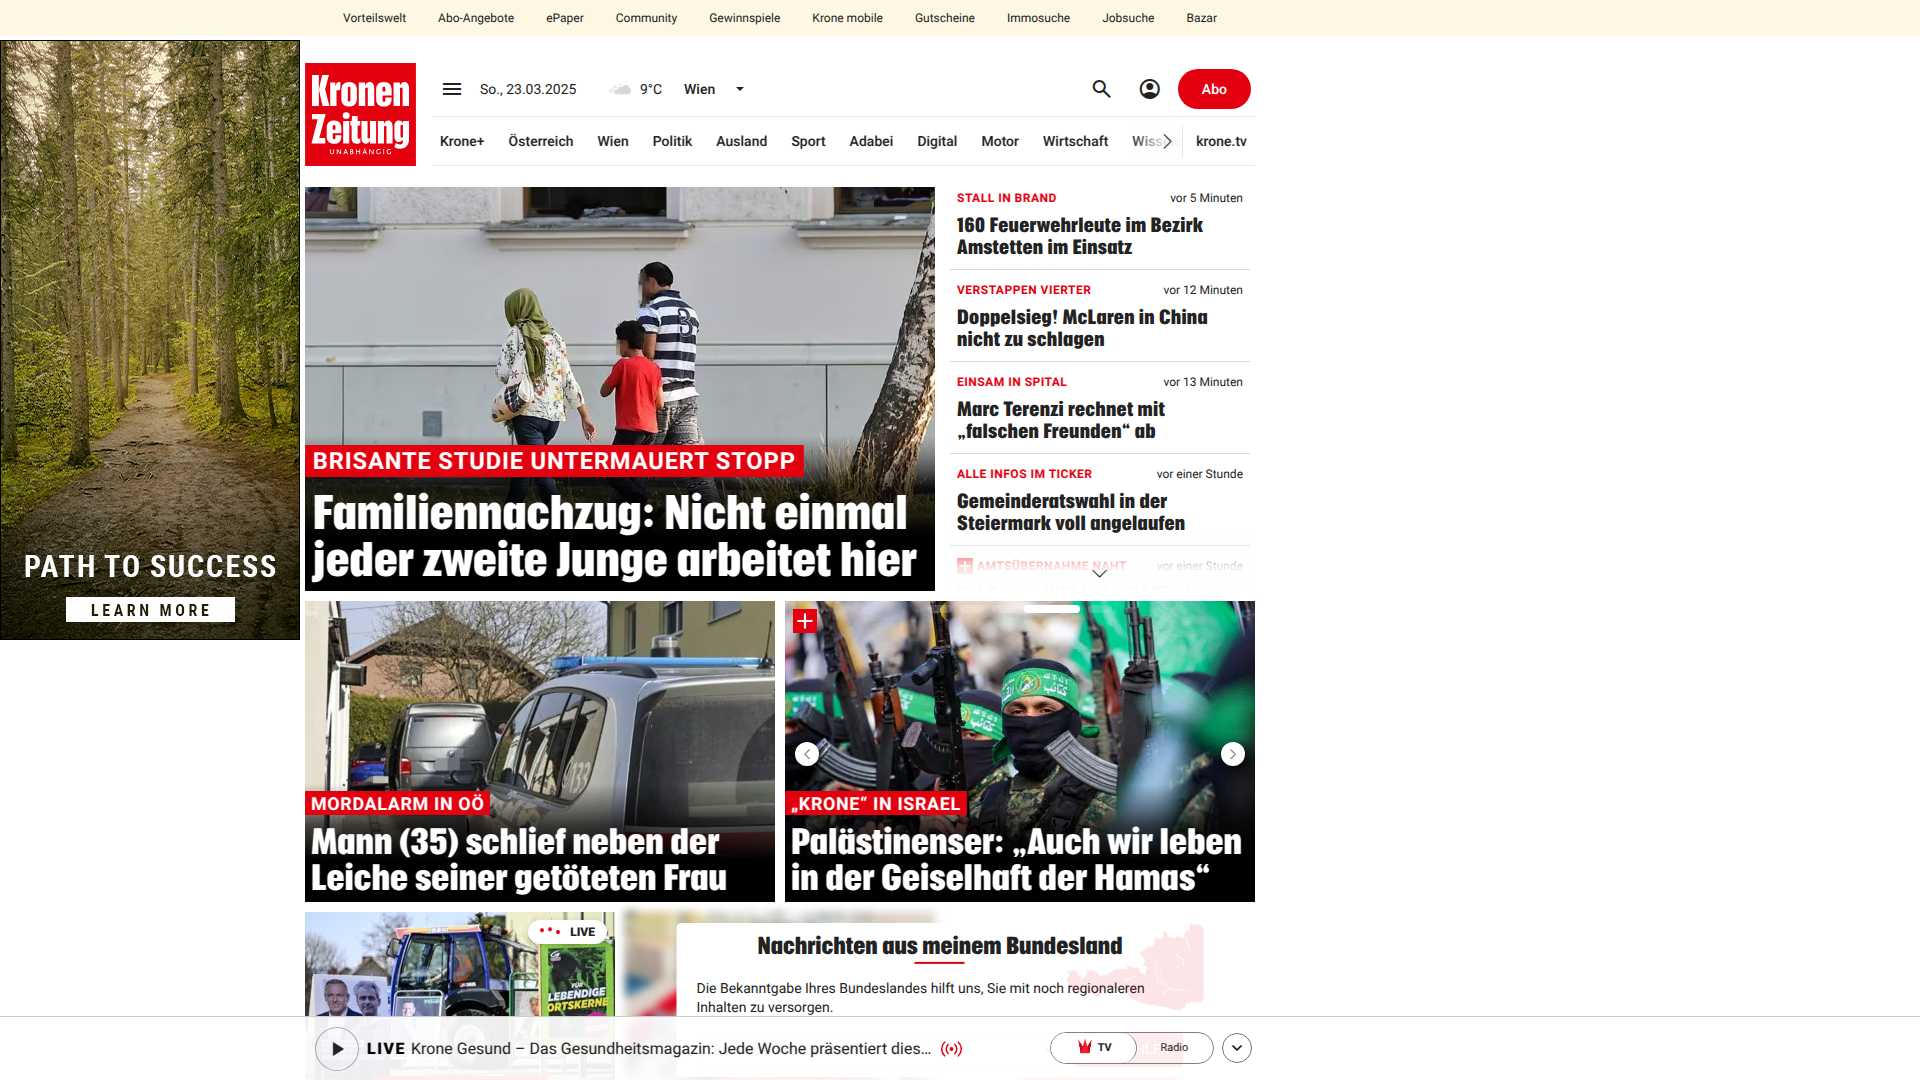 Vorteilswelt Abo-Angebote ePaper Community Gewinnspiele Krone mobile Gutscheine Immosuche Jobsuche Bazar
Kronen
Zeitung
UNABHÄNGIG
So., 23.03.2025 9°C Wien
Abo
Krone+ Österreich Wien Politik Ausland Sport Adabei Digital Motor Wirtschaft krone.tv
PATH TO SUCCESS
LEARN MORE
BRISANTE STUDIE UNTERMAUERT STOPP
Familiennachzug: Nicht einmal
jeder zweite Junge arbeitet hier
STALL IN BRAND vor 5 Minuten
160 Feuerwehrleute im Bezirk
Amstetten im Einsatz
VERSTAPPEN VIERTER vor 12 Minuten
Doppelsieg! McLaren in China
nicht zu schlagen
EINSAM IN SPITAL vor 13 Minuten
Marc Terenzi rechnet mit
„falschen Freunden“ ab
ALLE INFOS IM TICKER vor einer Stunde
Gemeinderatswahl in der
Steiermark voll angelaufen
AMTSÜBERNAHME NAHT vor einer Stunde
MORDALARM IN OÖ
Mann (35) schlief neben der
Leiche seiner getöteten Frau
„KRONE“ IN ISRAEL
Palästinenser: „Auch wir leben
in der Geiselhaft der Hamas“
LIVE
FÜR
LEBENDIGE
ORTSKERNE
Nachrichten aus meinem Bundesland
Die Bekanntgabe Ihres Bundeslandes hilft uns, Sie mit noch regionaleren
Inhalten zu versorgen.
LIVE Krone Gesund – Das Gesundheitsmagazin: Jede Woche präsentiert dies...
TV Radio